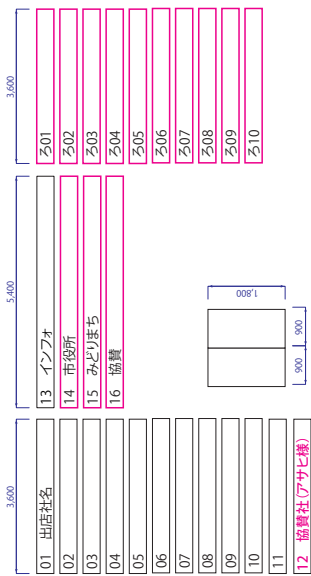 3,600
01 出店社名
02
03
04
05
06
07
08
09
10
11
12 協賛社(アサヒ様)
5,400
13 インフォ
14 市役所
15 みどりまち
16 協賛
1,800
900
900
3,600
ろ01
ろ02
ろ03
ろ04
ろ05
ろ06
ろ07
ろ08
ろ09
ろ10